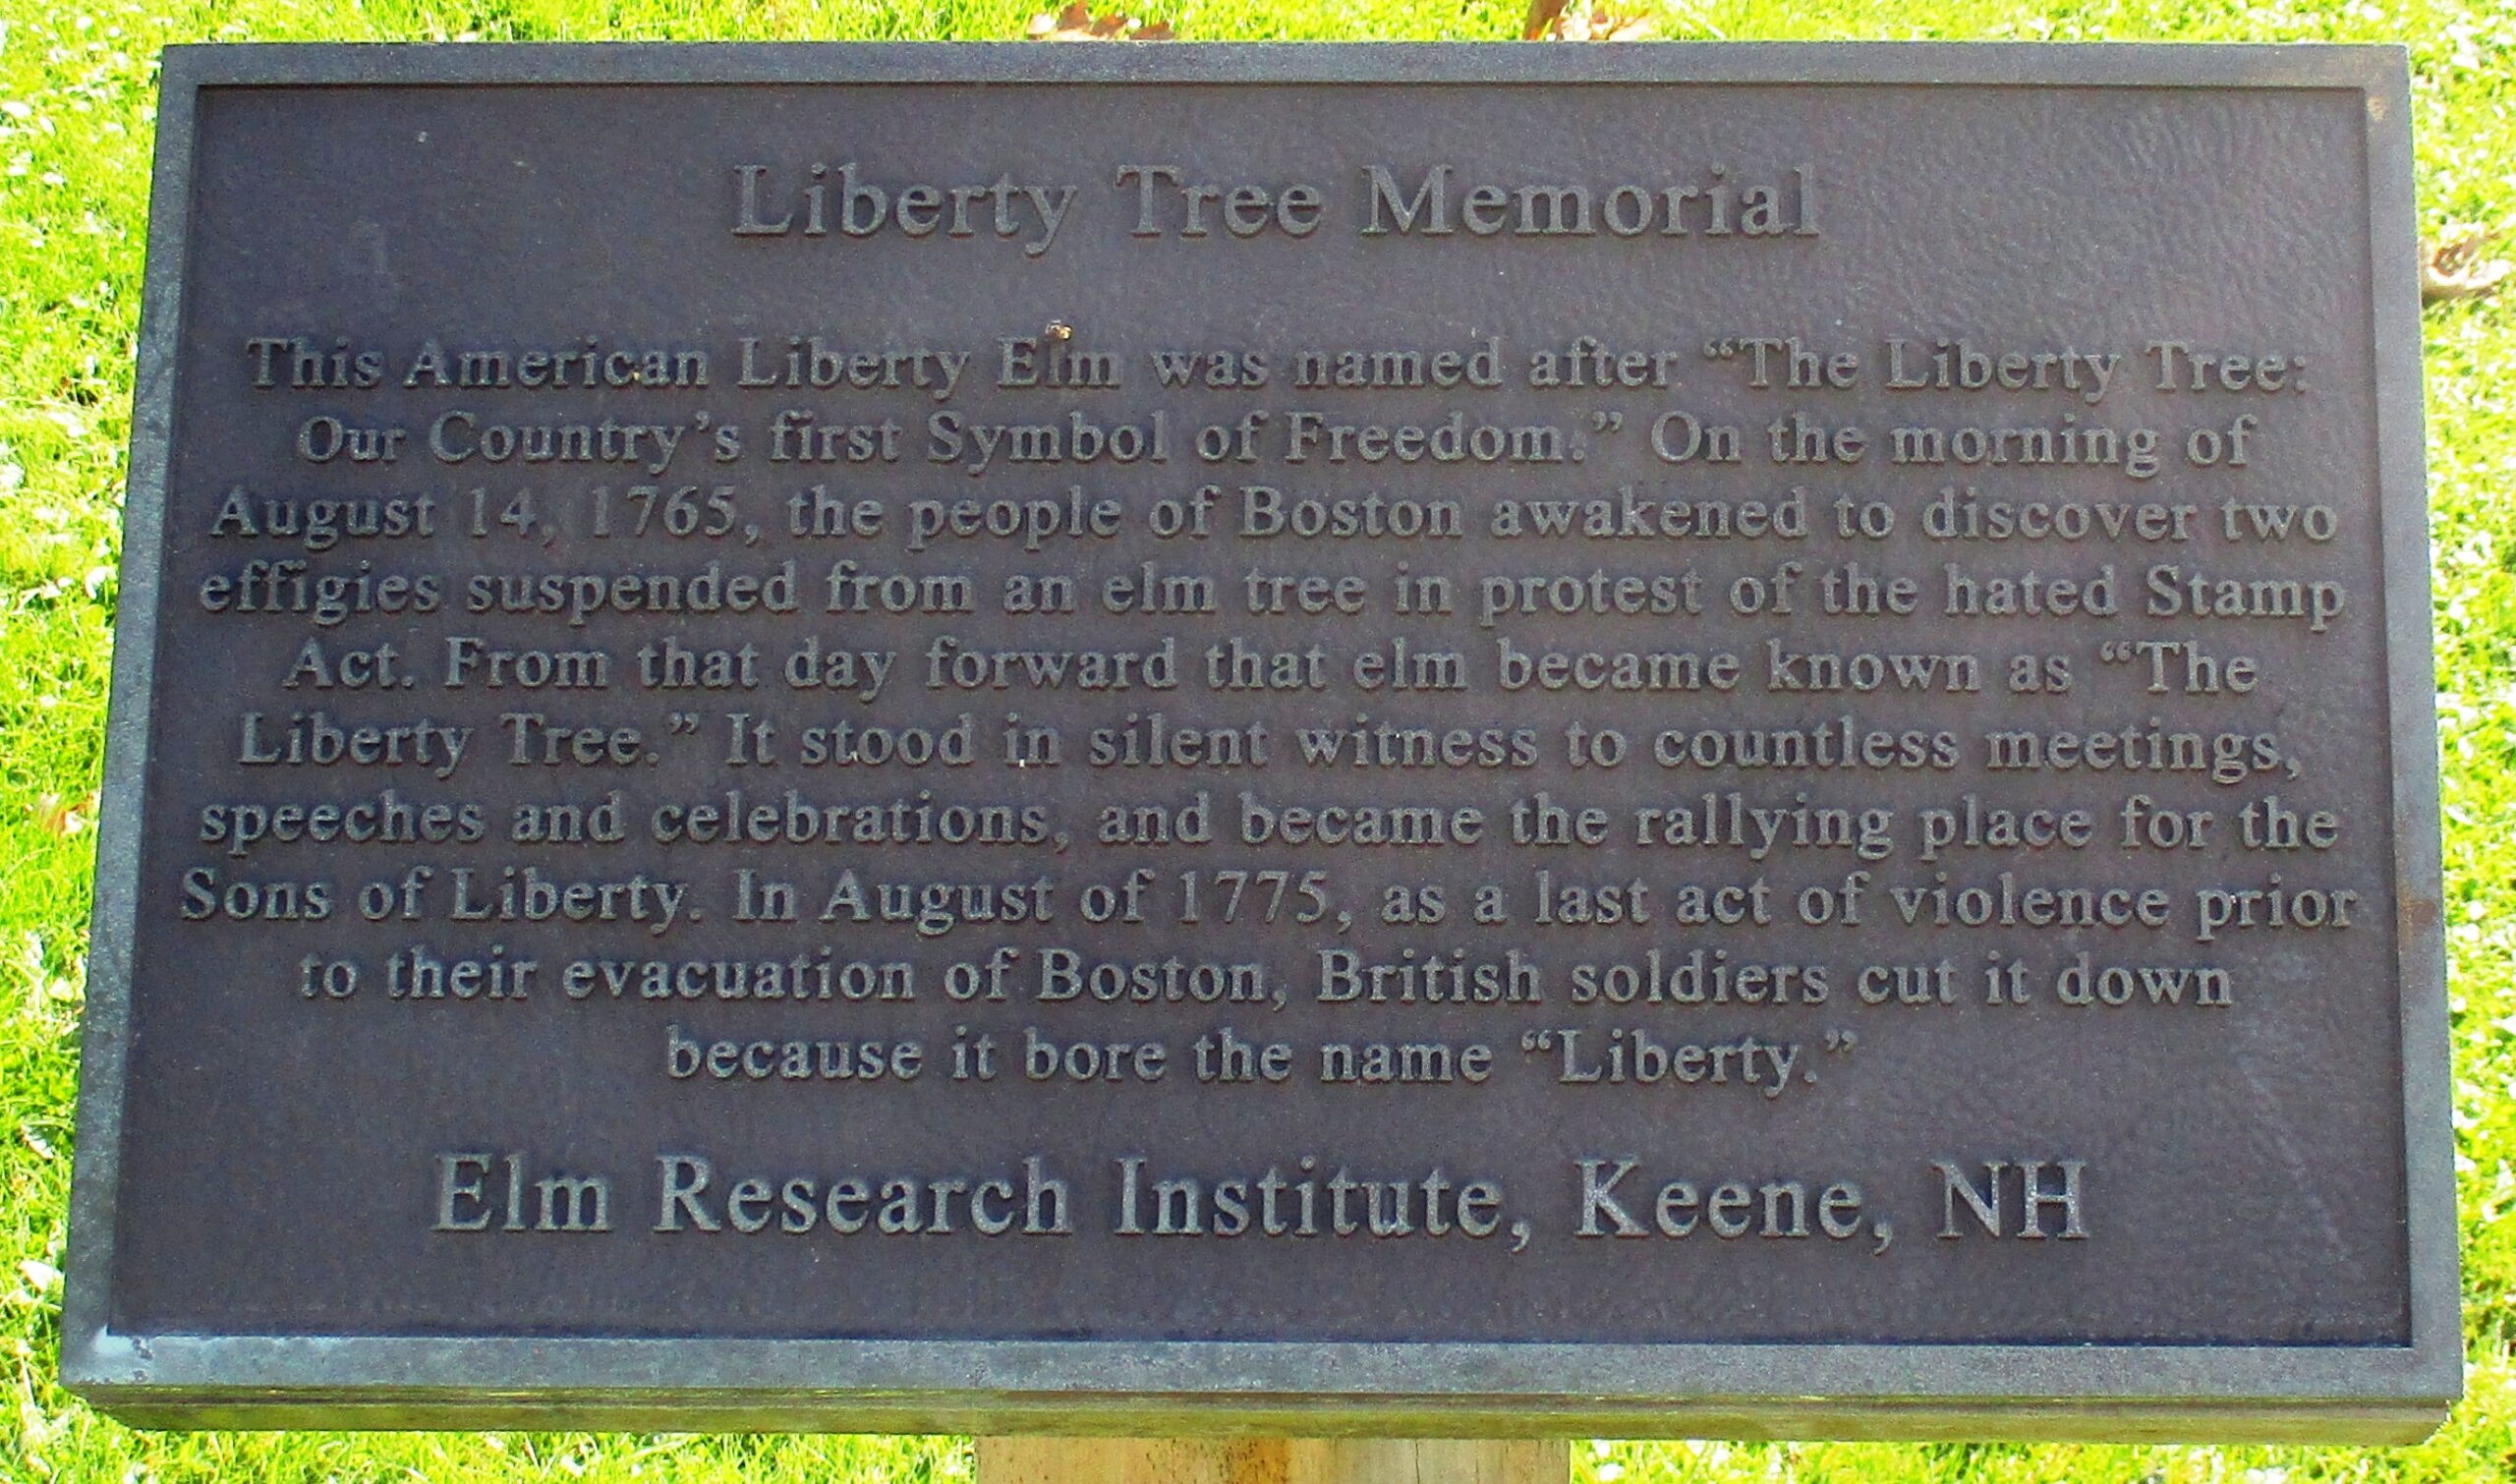 Liberty Tree Memorial
This American Liberty Elm was named after “The Liberty Tree:
Our Country’s first Symbol of Freedom.” On the morning of
August 14, 1765, the people of Boston awakened to discover two
effigies suspended from an elm tree in protest of the hated Stamp
Act. From that day forward that elm became known as “The
Liberty Tree.” It stood in silent witness to countless meetings,
speeches and celebrations, and became the rallying place for the
Sons of Liberty. In August of 1775, as a last act of violence prior
to their evacuation of Boston, British soldiers cut it down
because it bore the name “Liberty.”
Elm Research Institute, Keene, NH